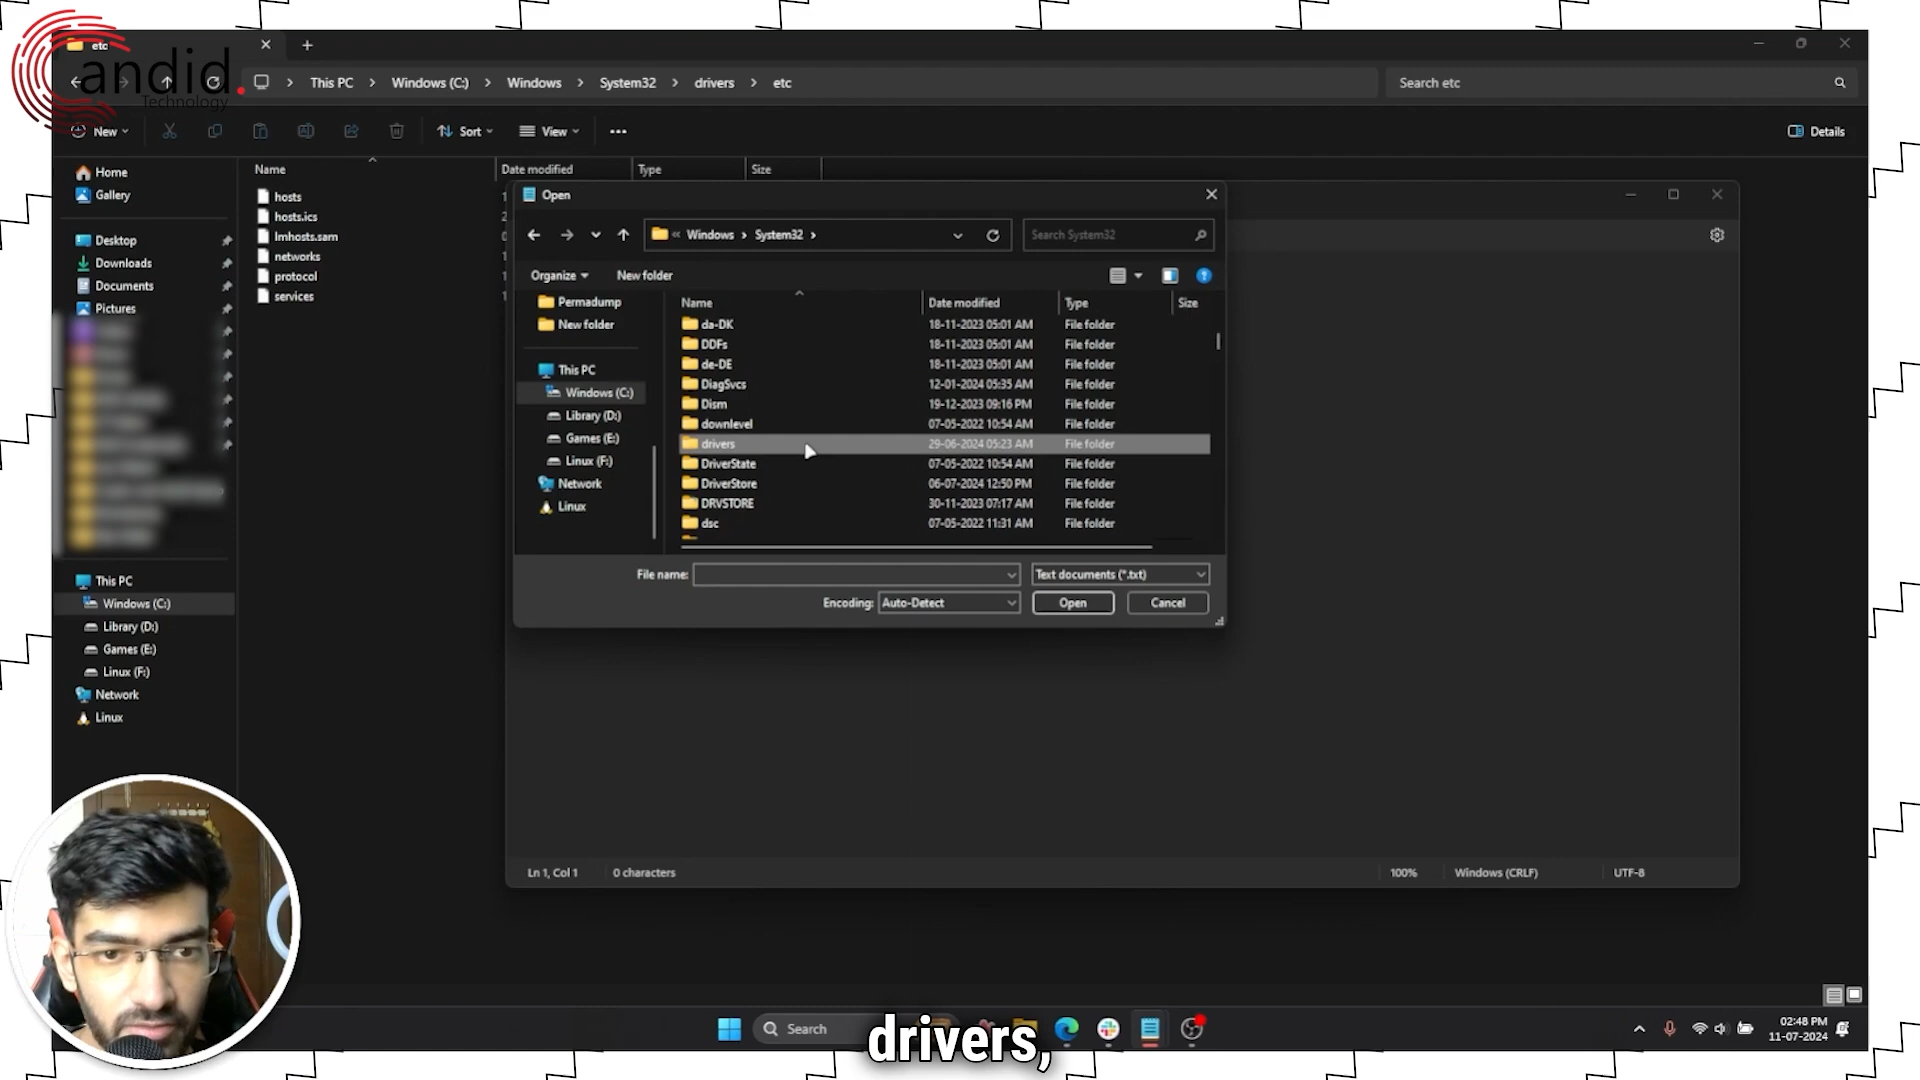 etc
Candid.
Technology
This PC > Windows (C:) > Windows > System32 > drivers > etc
Search etc
New
Sort
View
Details
Home
Gallery
Desktop
Downloads
Documents
Pictures
This PC
Windows (C:)
Library (D:)
Games (E:)
Linux (F:)
Network
Linux
Name Date modified Type Size
hosts
hosts.ics
lmhosts.sam
networks
protocol
services
Open
« Windows > System32 >
Search System32
Organize New folder
Permadump
New folder
This PC
Windows (C:)
Library (D:)
Games (E:)
Linux (F:)
Network
Linux
Name Date modified Type Size
da-DK 18-11-2023 05:01 AM File folder
DDFs 18-11-2023 05:01 AM File folder
de-DE 18-11-2023 05:01 AM File folder
DiagSvcs 12-01-2024 05:35 AM File folder
Dism 19-12-2023 09:16 PM File folder
downlevel 07-05-2022 10:54 AM File folder
drivers 29-06-2024 05:23 AM File folder
DriverState 07-05-2022 10:54 AM File folder
DriverStore 06-07-2024 12:50 PM File folder
DRVSTORE 30-11-2023 07:17 AM File folder
dsc 07-05-2022 11:31 AM File folder
File name: Text documents (*.txt)
Encoding: Auto-Detect Open Cancel
Ln 1, Col 1 0 characters 100% Windows (CRLF) UTF-8
Search
drivers,
02:48 PM
11-07-2024